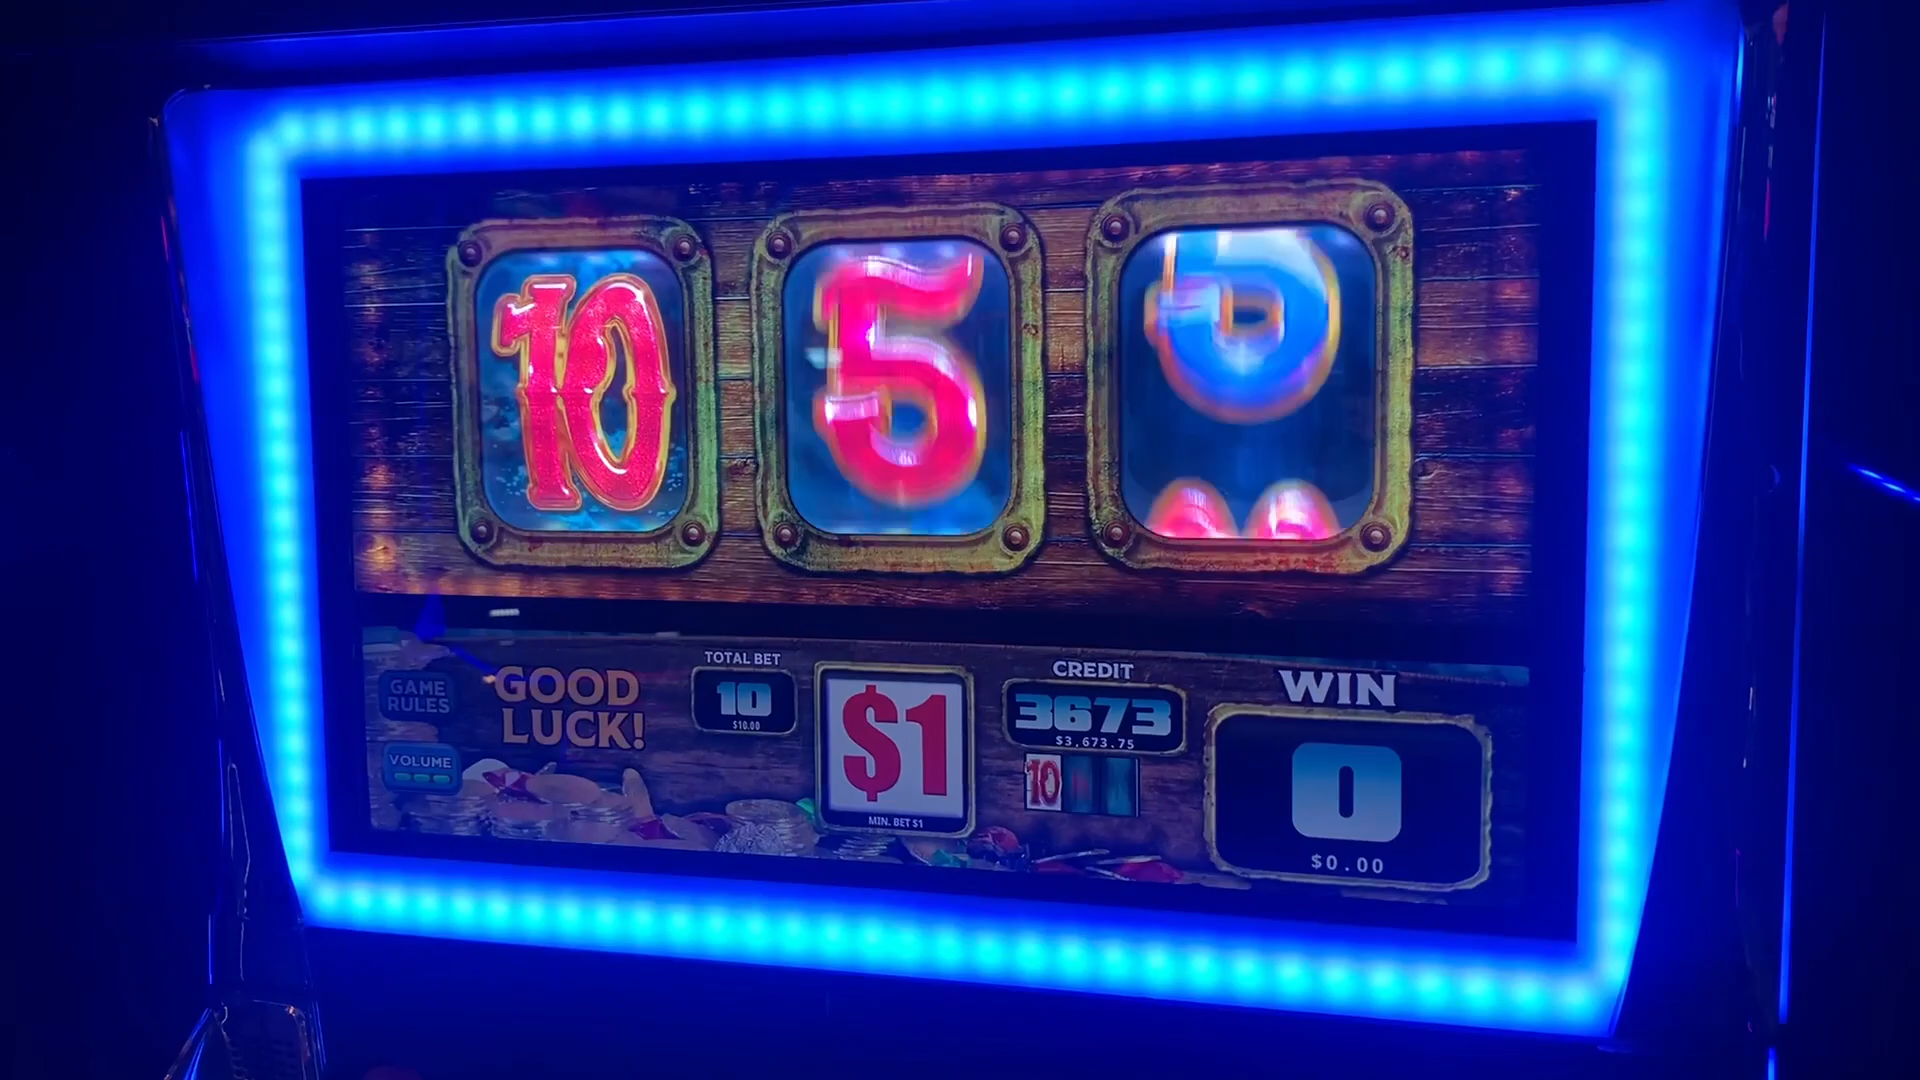 10 5
GAME
RULES
GOOD
LUCK!
VOLUME
TOTAL BET
10
$10.00
$1
MIN. BET $1
CREDIT
3673
$3,673.75
10
WIN
0
$0.00